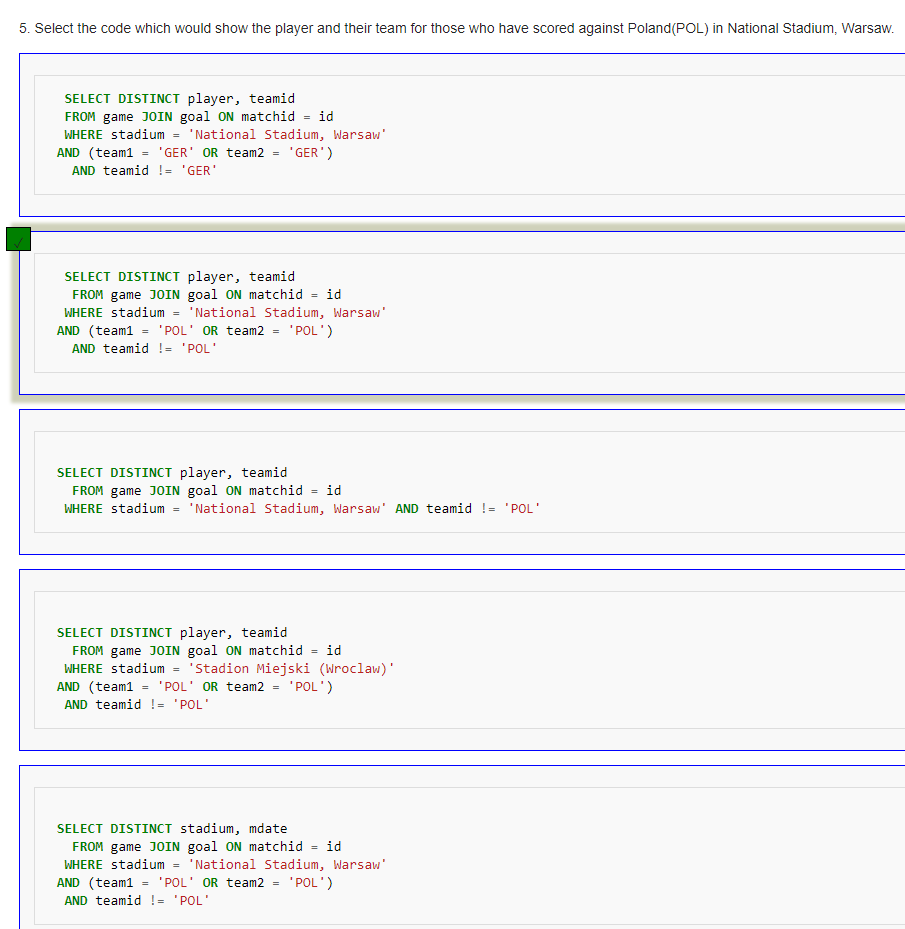 5. Select the code which would show the player and their team for those who have scored against Poland(POL) in National Stadium, Warsaw.
SELECT DISTINCT player, teamid
FROM game JOIN goal ON matchid = id
WHERE stadium = 'National Stadium, Warsaw'
AND (team1 = 'GER' OR team2 = 'GER')
AND teamid != 'GER'
SELECT DISTINCT player, teamid
FROM game JOIN goal ON matchid = id
WHERE stadium = 'National Stadium, Warsaw'
AND (team1 = 'POL' OR team2 = 'POL')
AND teamid != 'POL'
SELECT DISTINCT player, teamid
FROM game JOIN goal ON matchid = id
WHERE stadium = 'National Stadium, Warsaw' AND teamid != 'POL'
SELECT DISTINCT player, teamid
FROM game JOIN goal ON matchid = id
WHERE stadium = 'Stadion Miejski (Wroclaw)'
AND (team1 = 'POL' OR team2 = 'POL')
AND teamid != 'POL'
SELECT DISTINCT stadium, mdate
FROM game JOIN goal ON matchid = id
WHERE stadium = 'National Stadium, Warsaw'
AND (team1 = 'POL' OR team2 = 'POL')
AND teamid != 'POL'